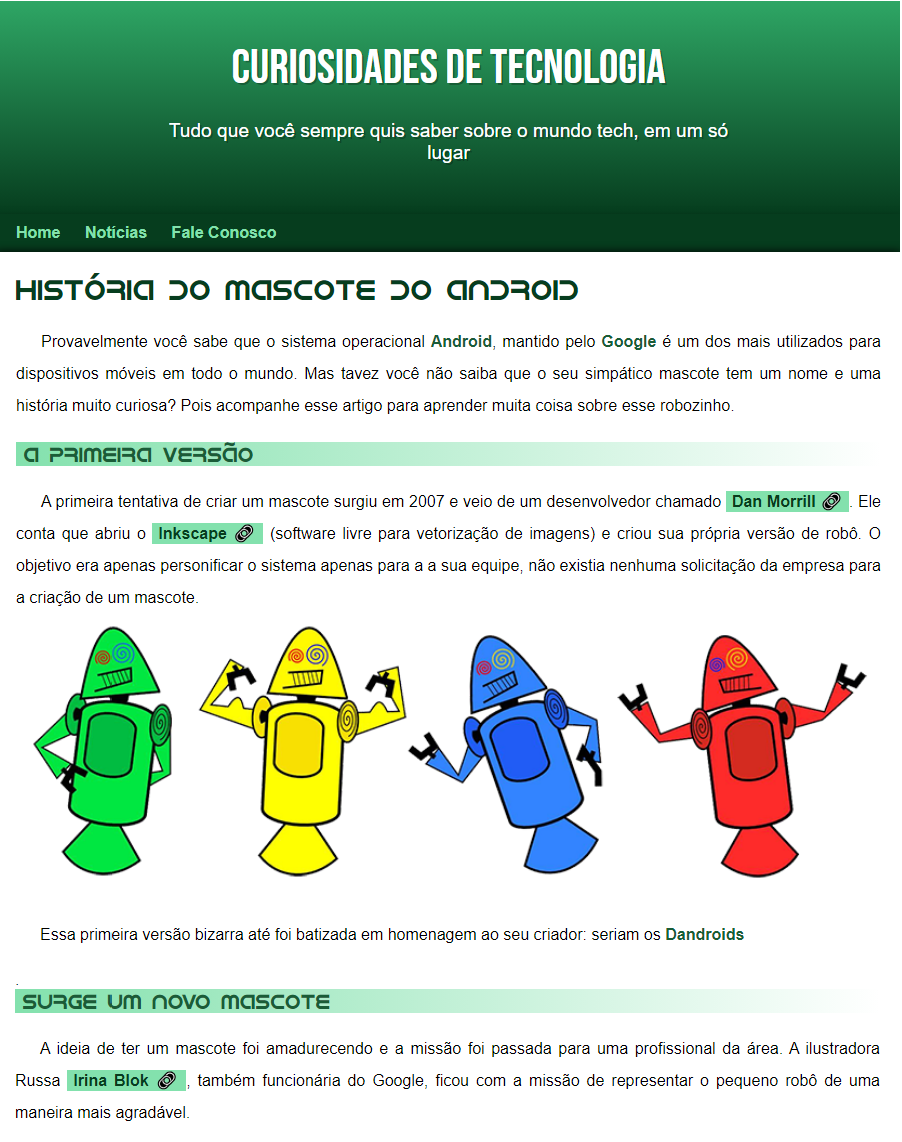 CURIOSIDADES DE TECNOLOGIA
Tudo que você sempre quis saber sobre o mundo tech, em um só
lugar
Home Notícias Fale Conosco
HISTÓRIA DO MASCOTE DO ANDROID
Provavelmente você sabe que o sistema operacional Android, mantido pelo Google é um dos mais utilizados para
dispositivos móveis em todo o mundo. Mas tavez você não saiba que o seu simpático mascote tem um nome e uma
história muito curiosa? Pois acompanhe esse artigo para aprender muita coisa sobre esse robozinho.
A PRIMEIRA VERSÃO
A primeira tentativa de criar um mascote surgiu em 2007 e veio de um desenvolvedor chamado Dan Morrill. Ele
conta que abriu o Inkscape (software livre para vetorização de imagens) e criou sua própria versão de robô. O
objetivo era apenas personificar o sistema apenas para a a sua equipe, não existia nenhuma solicitação da empresa para
a criação de um mascote.
Essa primeira versão bizarra até foi batizada em homenagem ao seu criador: seriam os Dandroids
.
SURGE UM NOVO MASCOTE
A ideia de ter um mascote foi amadurecendo e a missão foi passada para uma profissional da área. A ilustradora
Russa Irina Blok, também funcionária do Google, ficou com a missão de representar o pequeno robô de uma
maneira mais agradável.